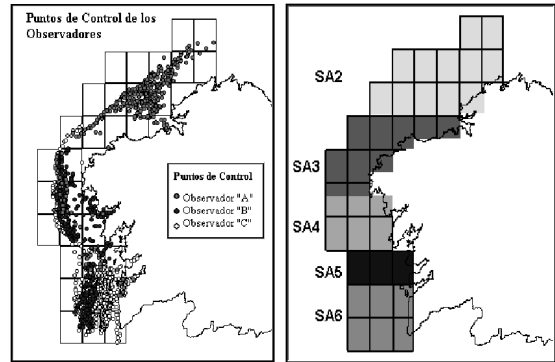 Puntos de Control de los
Observadores
Puntos de Control
Observador "A"
Observador "B"
Observador "C"
SA2
SA3
SA4
SA5
SA6